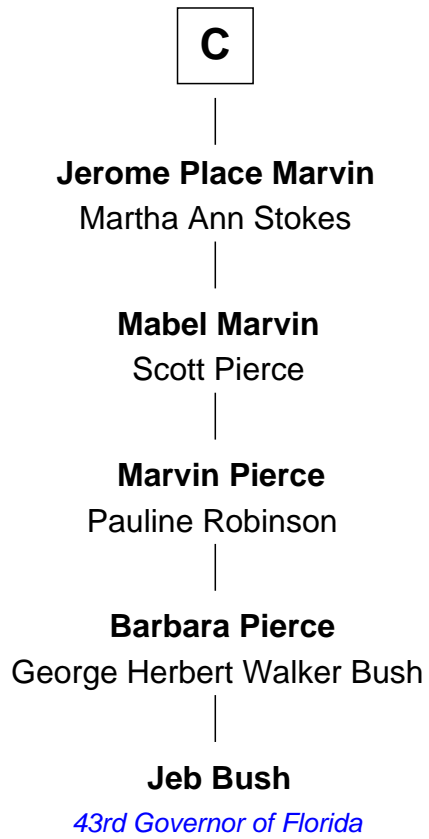 C
Jerome Place Marvin
Martha Ann Stokes
Mabel Marvin
Scott Pierce
Marvin Pierce
Pauline Robinson
Barbara Pierce
George Herbert Walker Bush
Jeb Bush
43rd Governor of Florida